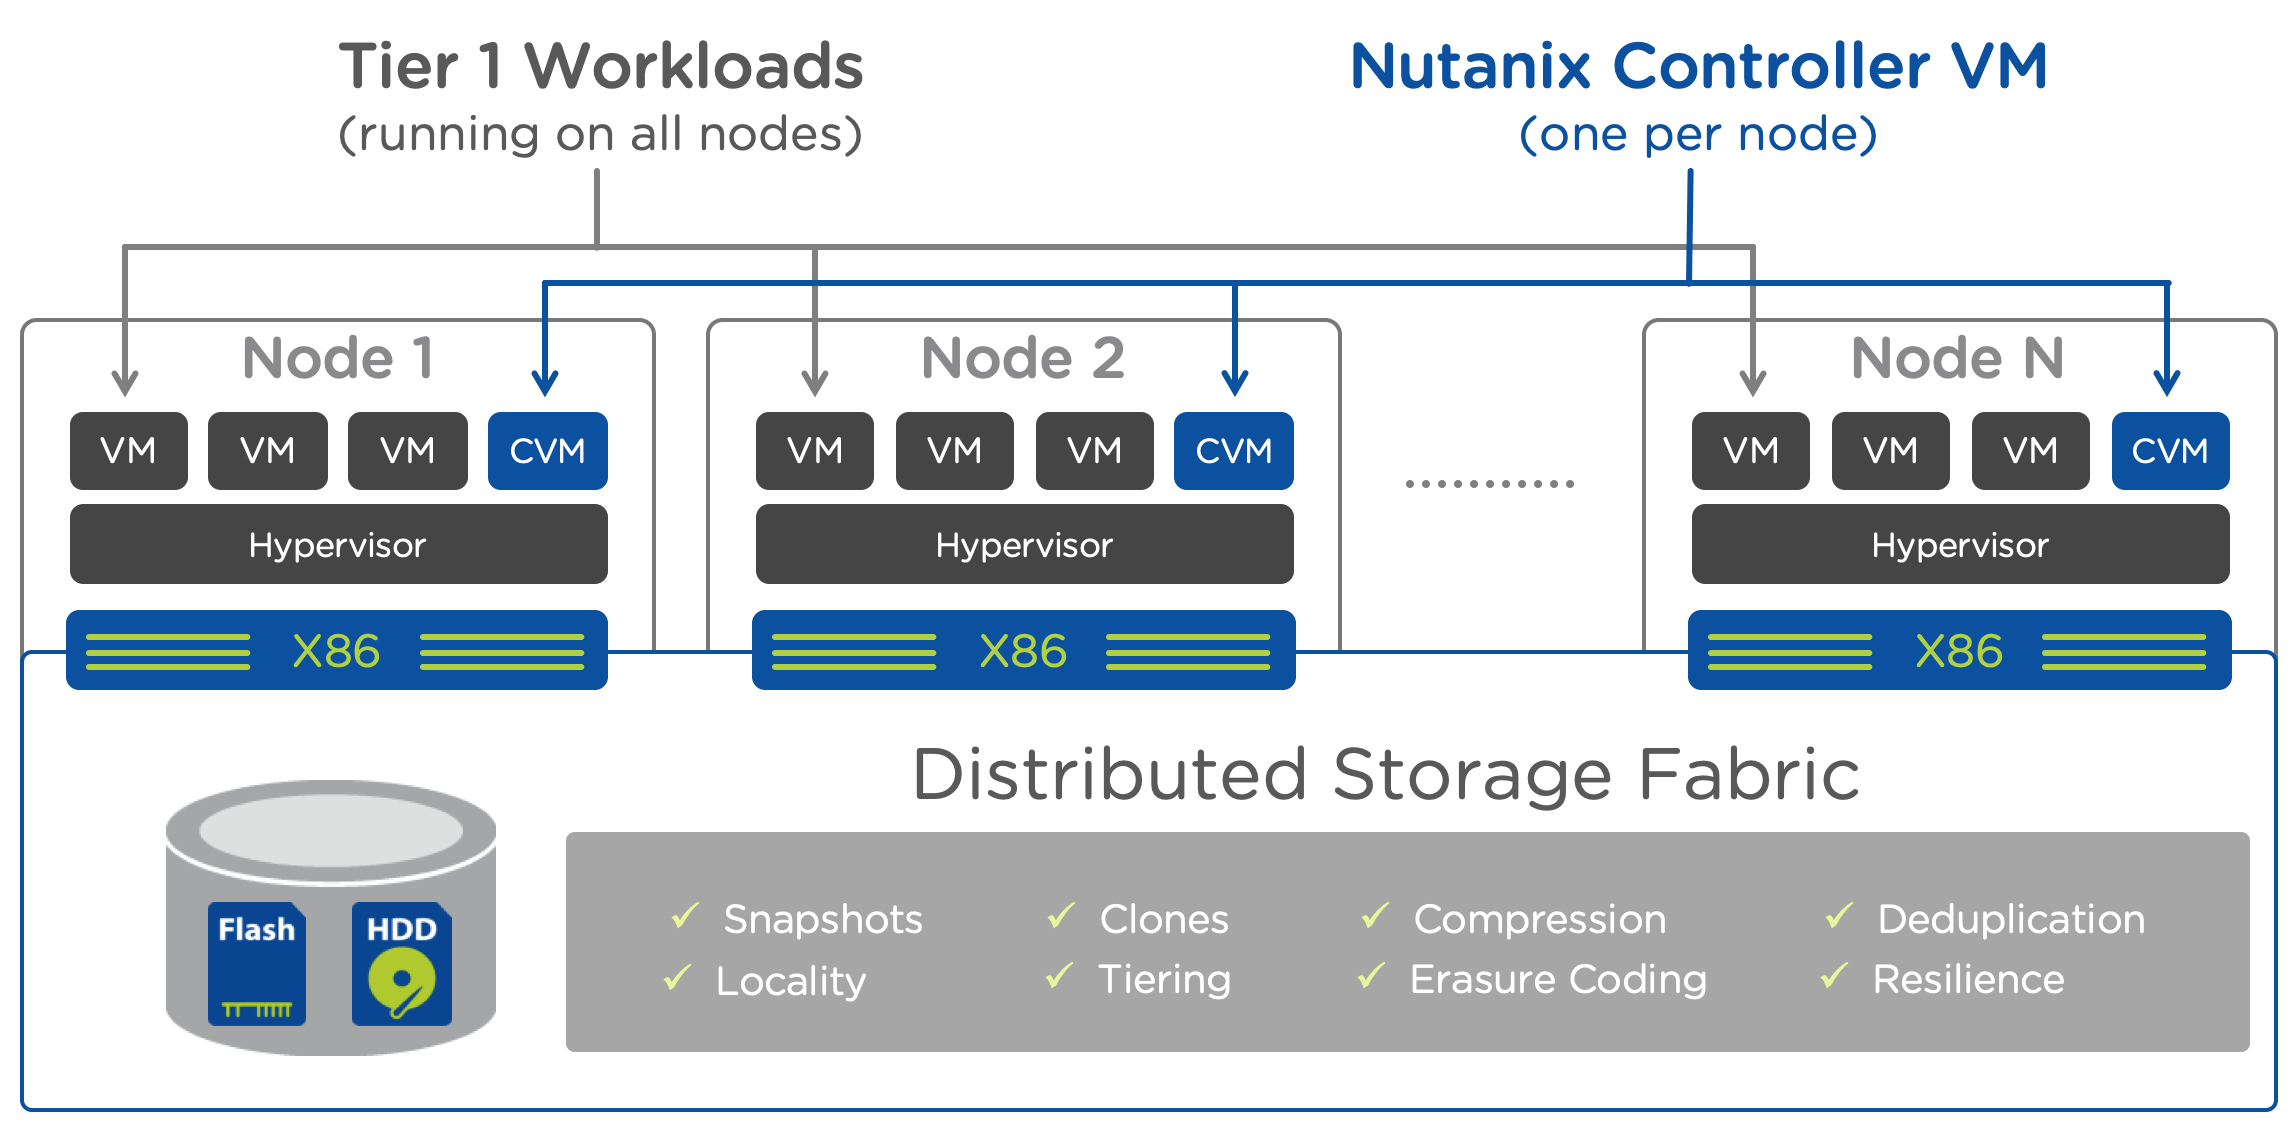 Tier 1 Workloads
(running on all nodes)
Nutanix Controller VM
(one per node)
Node 1
VM VM VM CVM
Hypervisor
X86
Node 2
VM VM VM CVM
Hypervisor
X86
Node N
VM VM VM CVM
Hypervisor
X86
Distributed Storage Fabric
Flash HDD
✓ Snapshots ✓ Clones ✓ Compression ✓ Deduplication
✓ Locality ✓ Tiering ✓ Erasure Coding ✓ Resilience